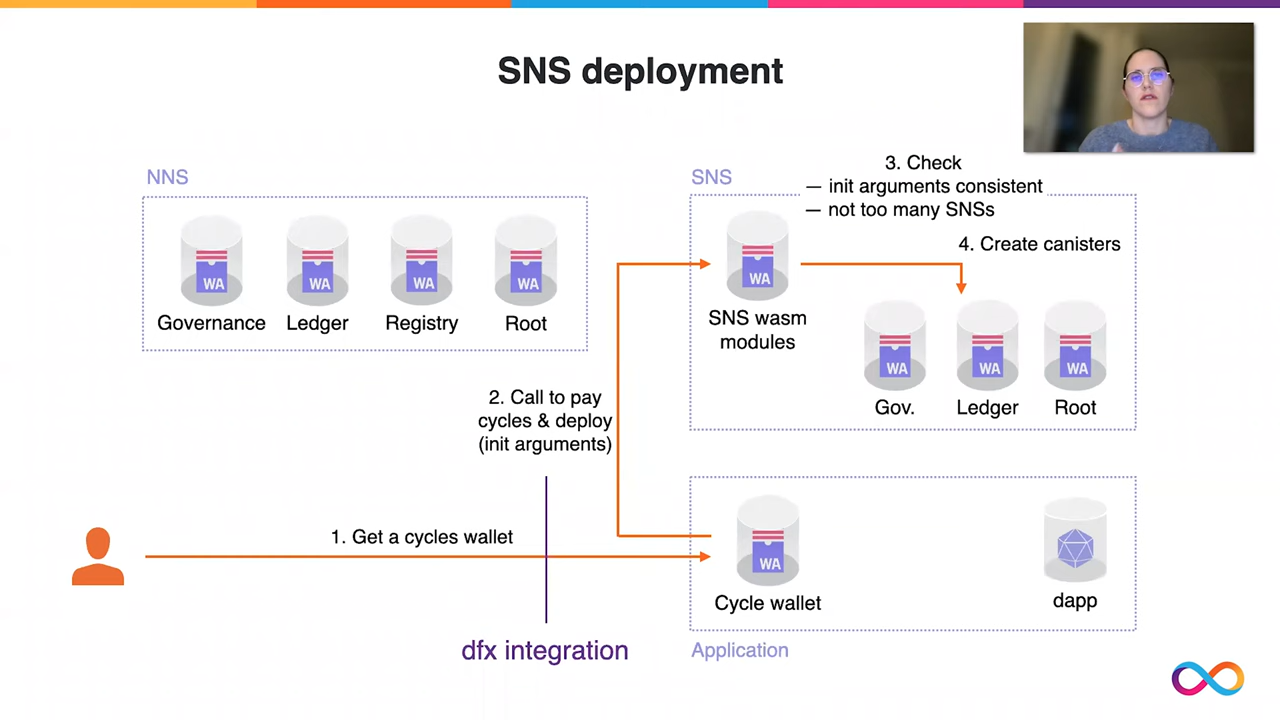 SNS deployment
NNS
WA
WA
WA
WA
Governance
Ledger
Registry
Root
SNS
3. Check
— init arguments consistent
— not too many SNSs
4. Create canisters
WA
SNS wasm
modules
WA
WA
WA
Gov.
Ledger
Root
2. Call to pay
cycles & deploy
(init arguments)
1. Get a cycles wallet
dfx integration
WA
Cycle wallet
dapp
Application